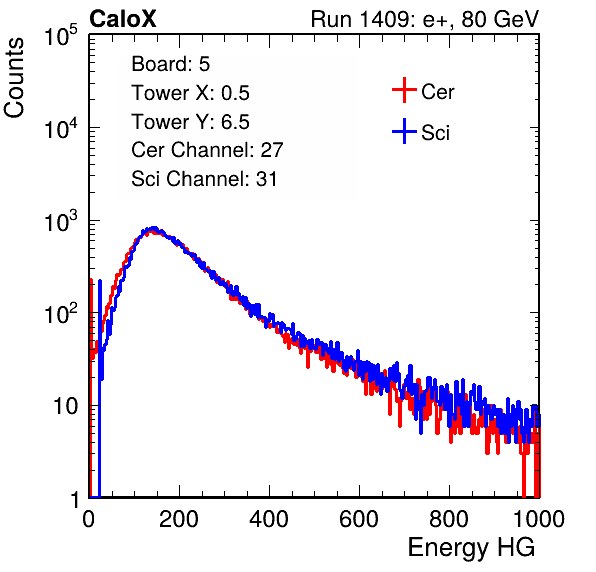 CaloX Run 1409: e+, 80 GeV
Counts
10^5
10^4
10^3
10^2
10
1
Board: 5
Tower X: 0.5
Tower Y: 6.5
Cer Channel: 27
Sci Channel: 31
Cer
Sci
0 200 400 600 800 1000
Energy HG